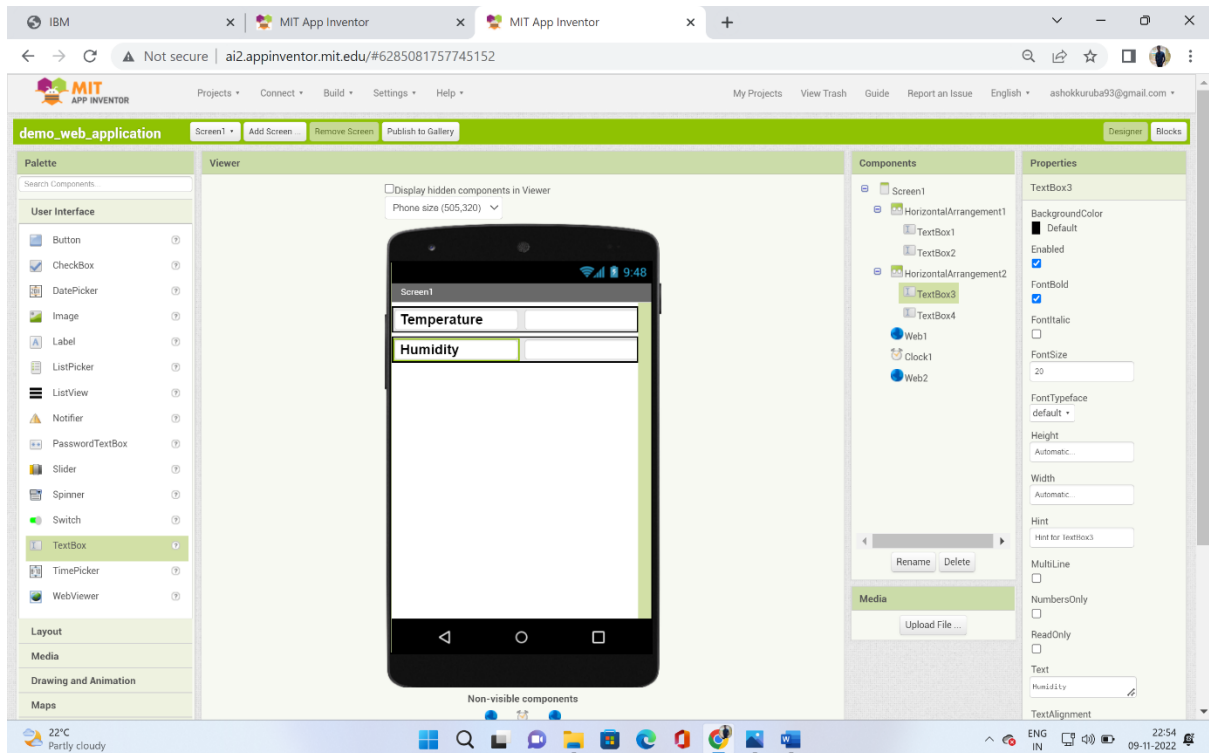 IBM
MIT App Inventor
MIT App Inventor
Not secure
ai2.appinventor.mit.edu/#6285081757745152
MIT
APP INVENTOR
Projects Connect Build Settings Help
My Projects View Trash Guide Report an Issue English ashokkuruba93@gmail.com
demo_web_application
Screen1 Add Screen ... Remove Screen Publish to Gallery
Designer Blocks
Palette
Search Components...
User Interface
Button
CheckBox
DatePicker
Image
Label
ListPicker
ListView
Notifier
PasswordTextBox
Slider
Spinner
Switch
TextBox
TimePicker
WebViewer
Layout
Media
Drawing and Animation
Maps
Viewer
Display hidden components in Viewer
Phone size (505,320)
9:48
Screen1
Temperature
Humidity
Non-visible components
Components
Screen1
HorizontalArrangement1
TextBox1
TextBox2
HorizontalArrangement2
TextBox3
TextBox4
Web1
Clock1
Web2
Rename Delete
Media
Upload File ...
Properties
TextBox3
BackgroundColor
Default
Enabled
FontBold
FontItalic
FontSize
20
FontTypeface
default
Height
Automatic...
Width
Automatic...
Hint
Hint for TextBox3
MultiLine
NumbersOnly
ReadOnly
Text
Humidity
TextAlignment
22°C
Partly cloudy
ENG
IN
22:54
09-11-2022